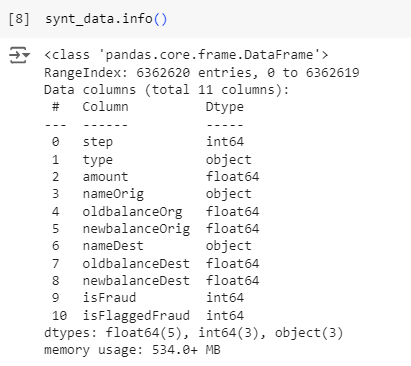 [8] synt_data.info()
<class 'pandas.core.frame.DataFrame'>
RangeIndex: 6362620 entries, 0 to 6362619
Data columns (total 11 columns):
 #   Column          Dtype
---  ------          -----
 0   step            int64
 1   type            object
 2   amount          float64
 3   nameOrig        object
 4   oldbalanceOrg   float64
 5   newbalanceOrig  float64
 6   nameDest        object
 7   oldbalanceDest  float64
 8   newbalanceDest  float64
 9   isFraud         int64
 10  isFlaggedFraud  int64
dtypes: float64(5), int64(3), object(3)
memory usage: 534.0+ MB